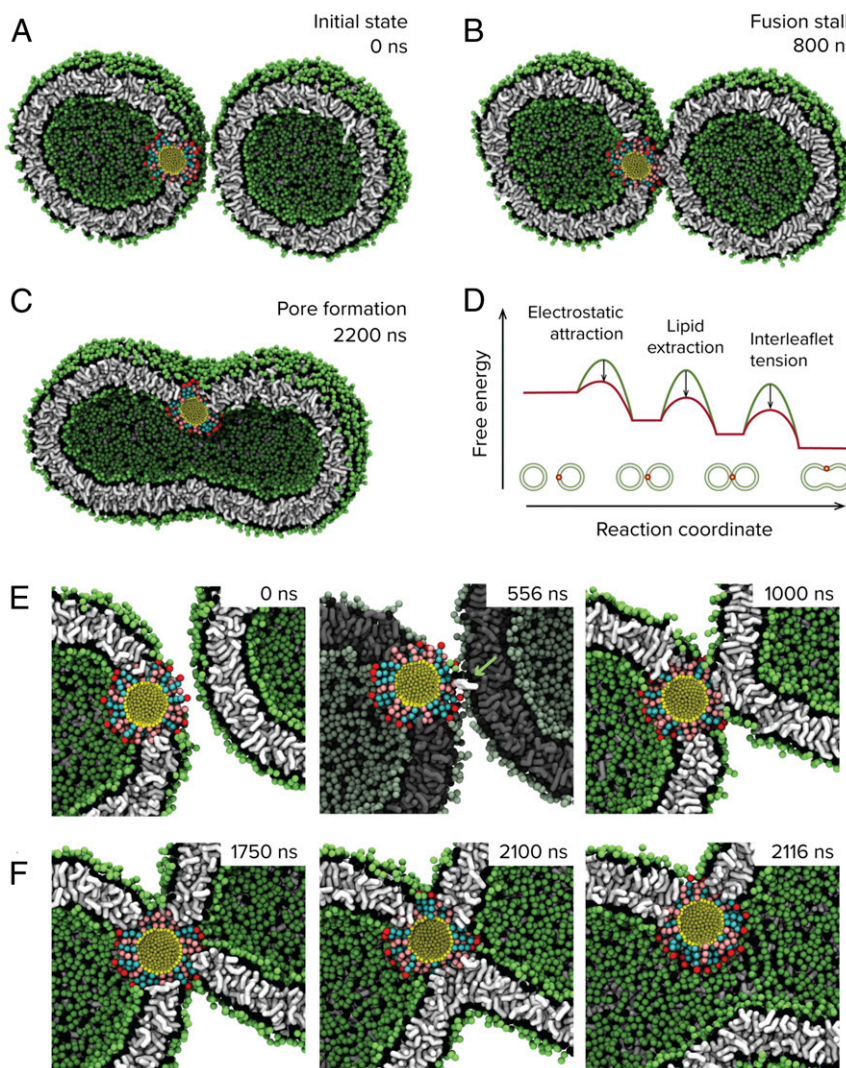 A
Initial state
0 ns
B
Fusion stal
800 n
C
Pore formation
2200 ns
D
Electrostatic
attraction
Lipid
extraction
Interleaflet
tension
Free energy
Reaction coordinate
E
0 ns
556 ns
1000 ns
F
1750 ns
2100 ns
2116 ns